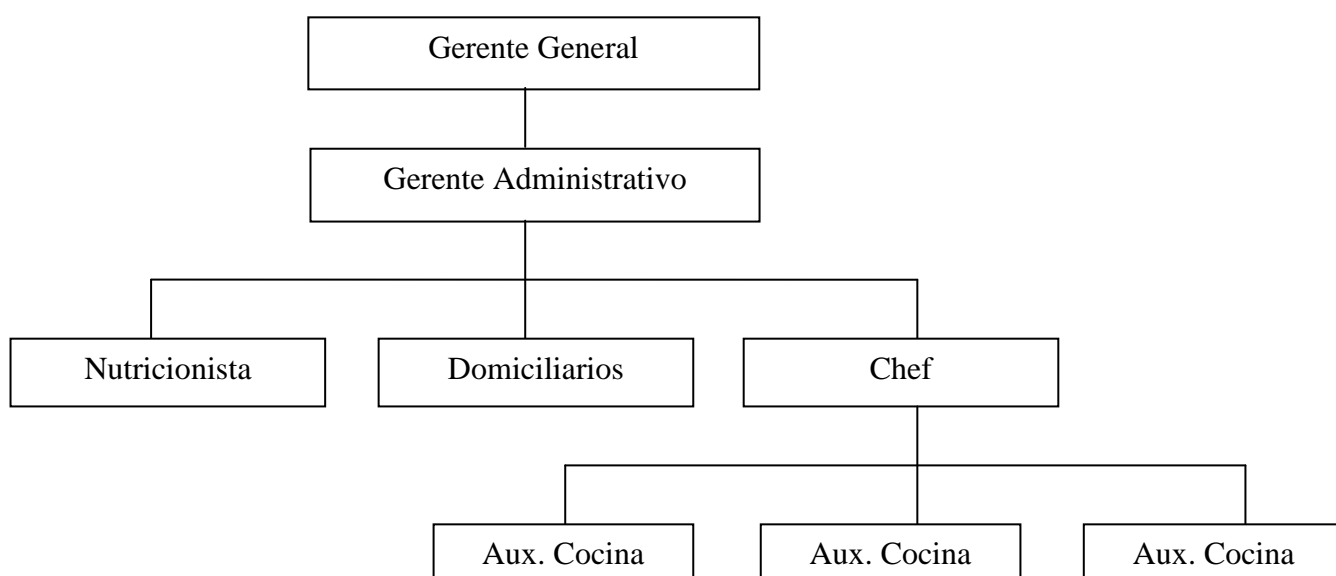 Gerente General
Gerente Administrativo
Nutricionista
Domiciliarios
Chef
Aux. Cocina
Aux. Cocina
Aux. Cocina